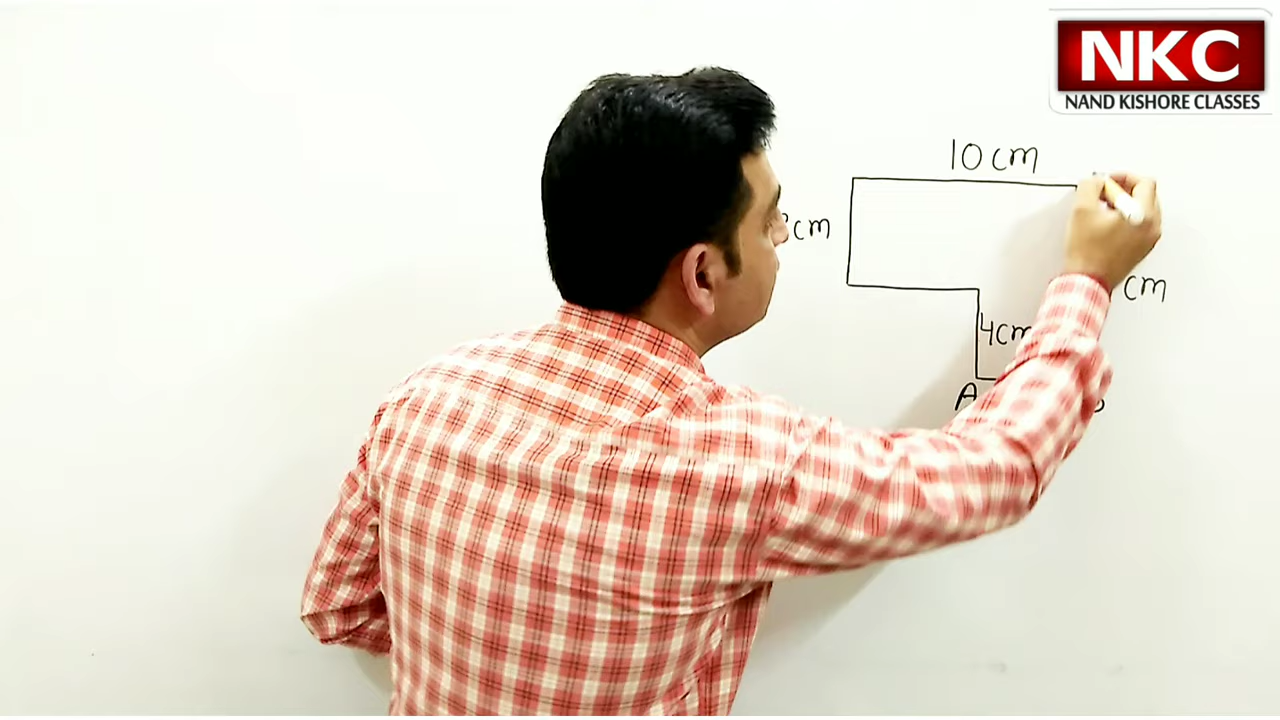 NKC
NAND KISHORE CLASSES
10 cm
cm
cm
4cm
A